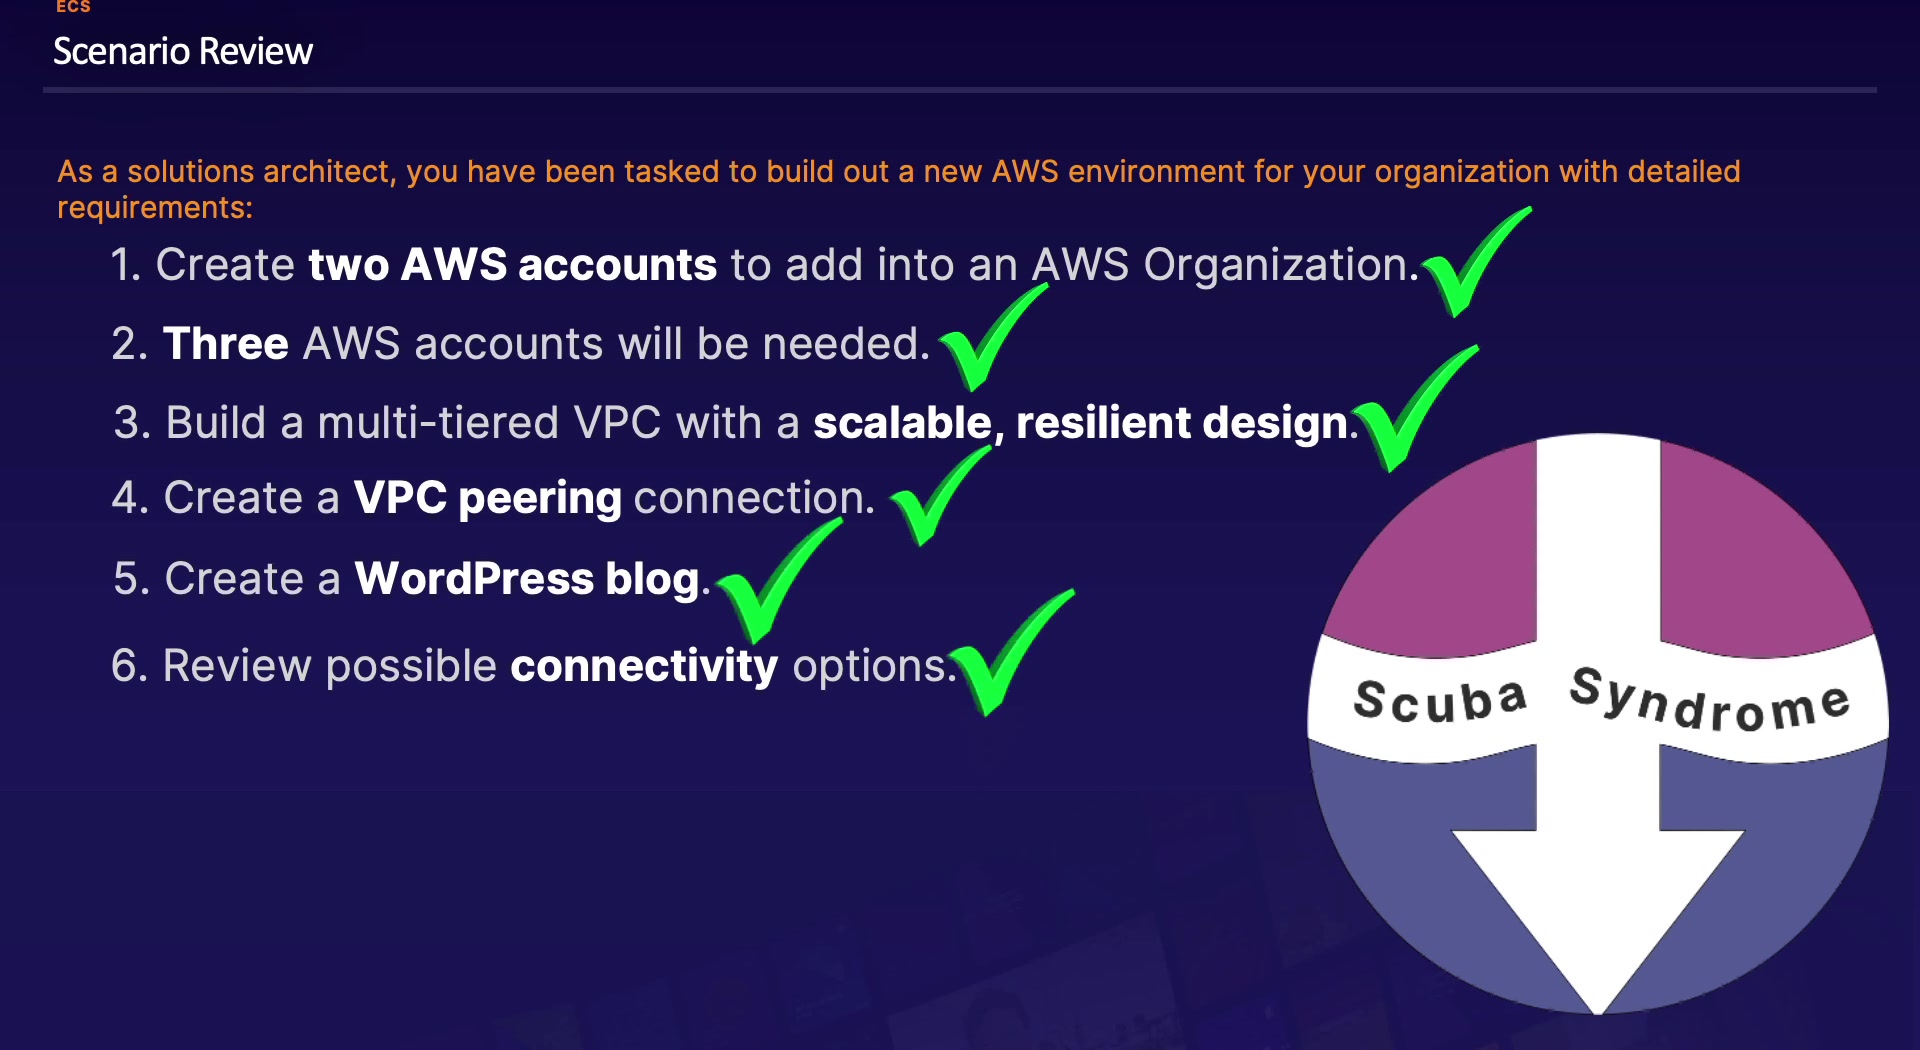 ECS
Scenario Review
As a solutions architect, you have been tasked to build out a new AWS environment for your organization with detailed
requirements:
1. Create two AWS accounts to add into an AWS Organization.
2. Three AWS accounts will be needed.
3. Build a multi-tiered VPC with a scalable, resilient design.
4. Create a VPC peering connection.
5. Create a WordPress blog.
6. Review possible connectivity options.
Scuba Syndrome